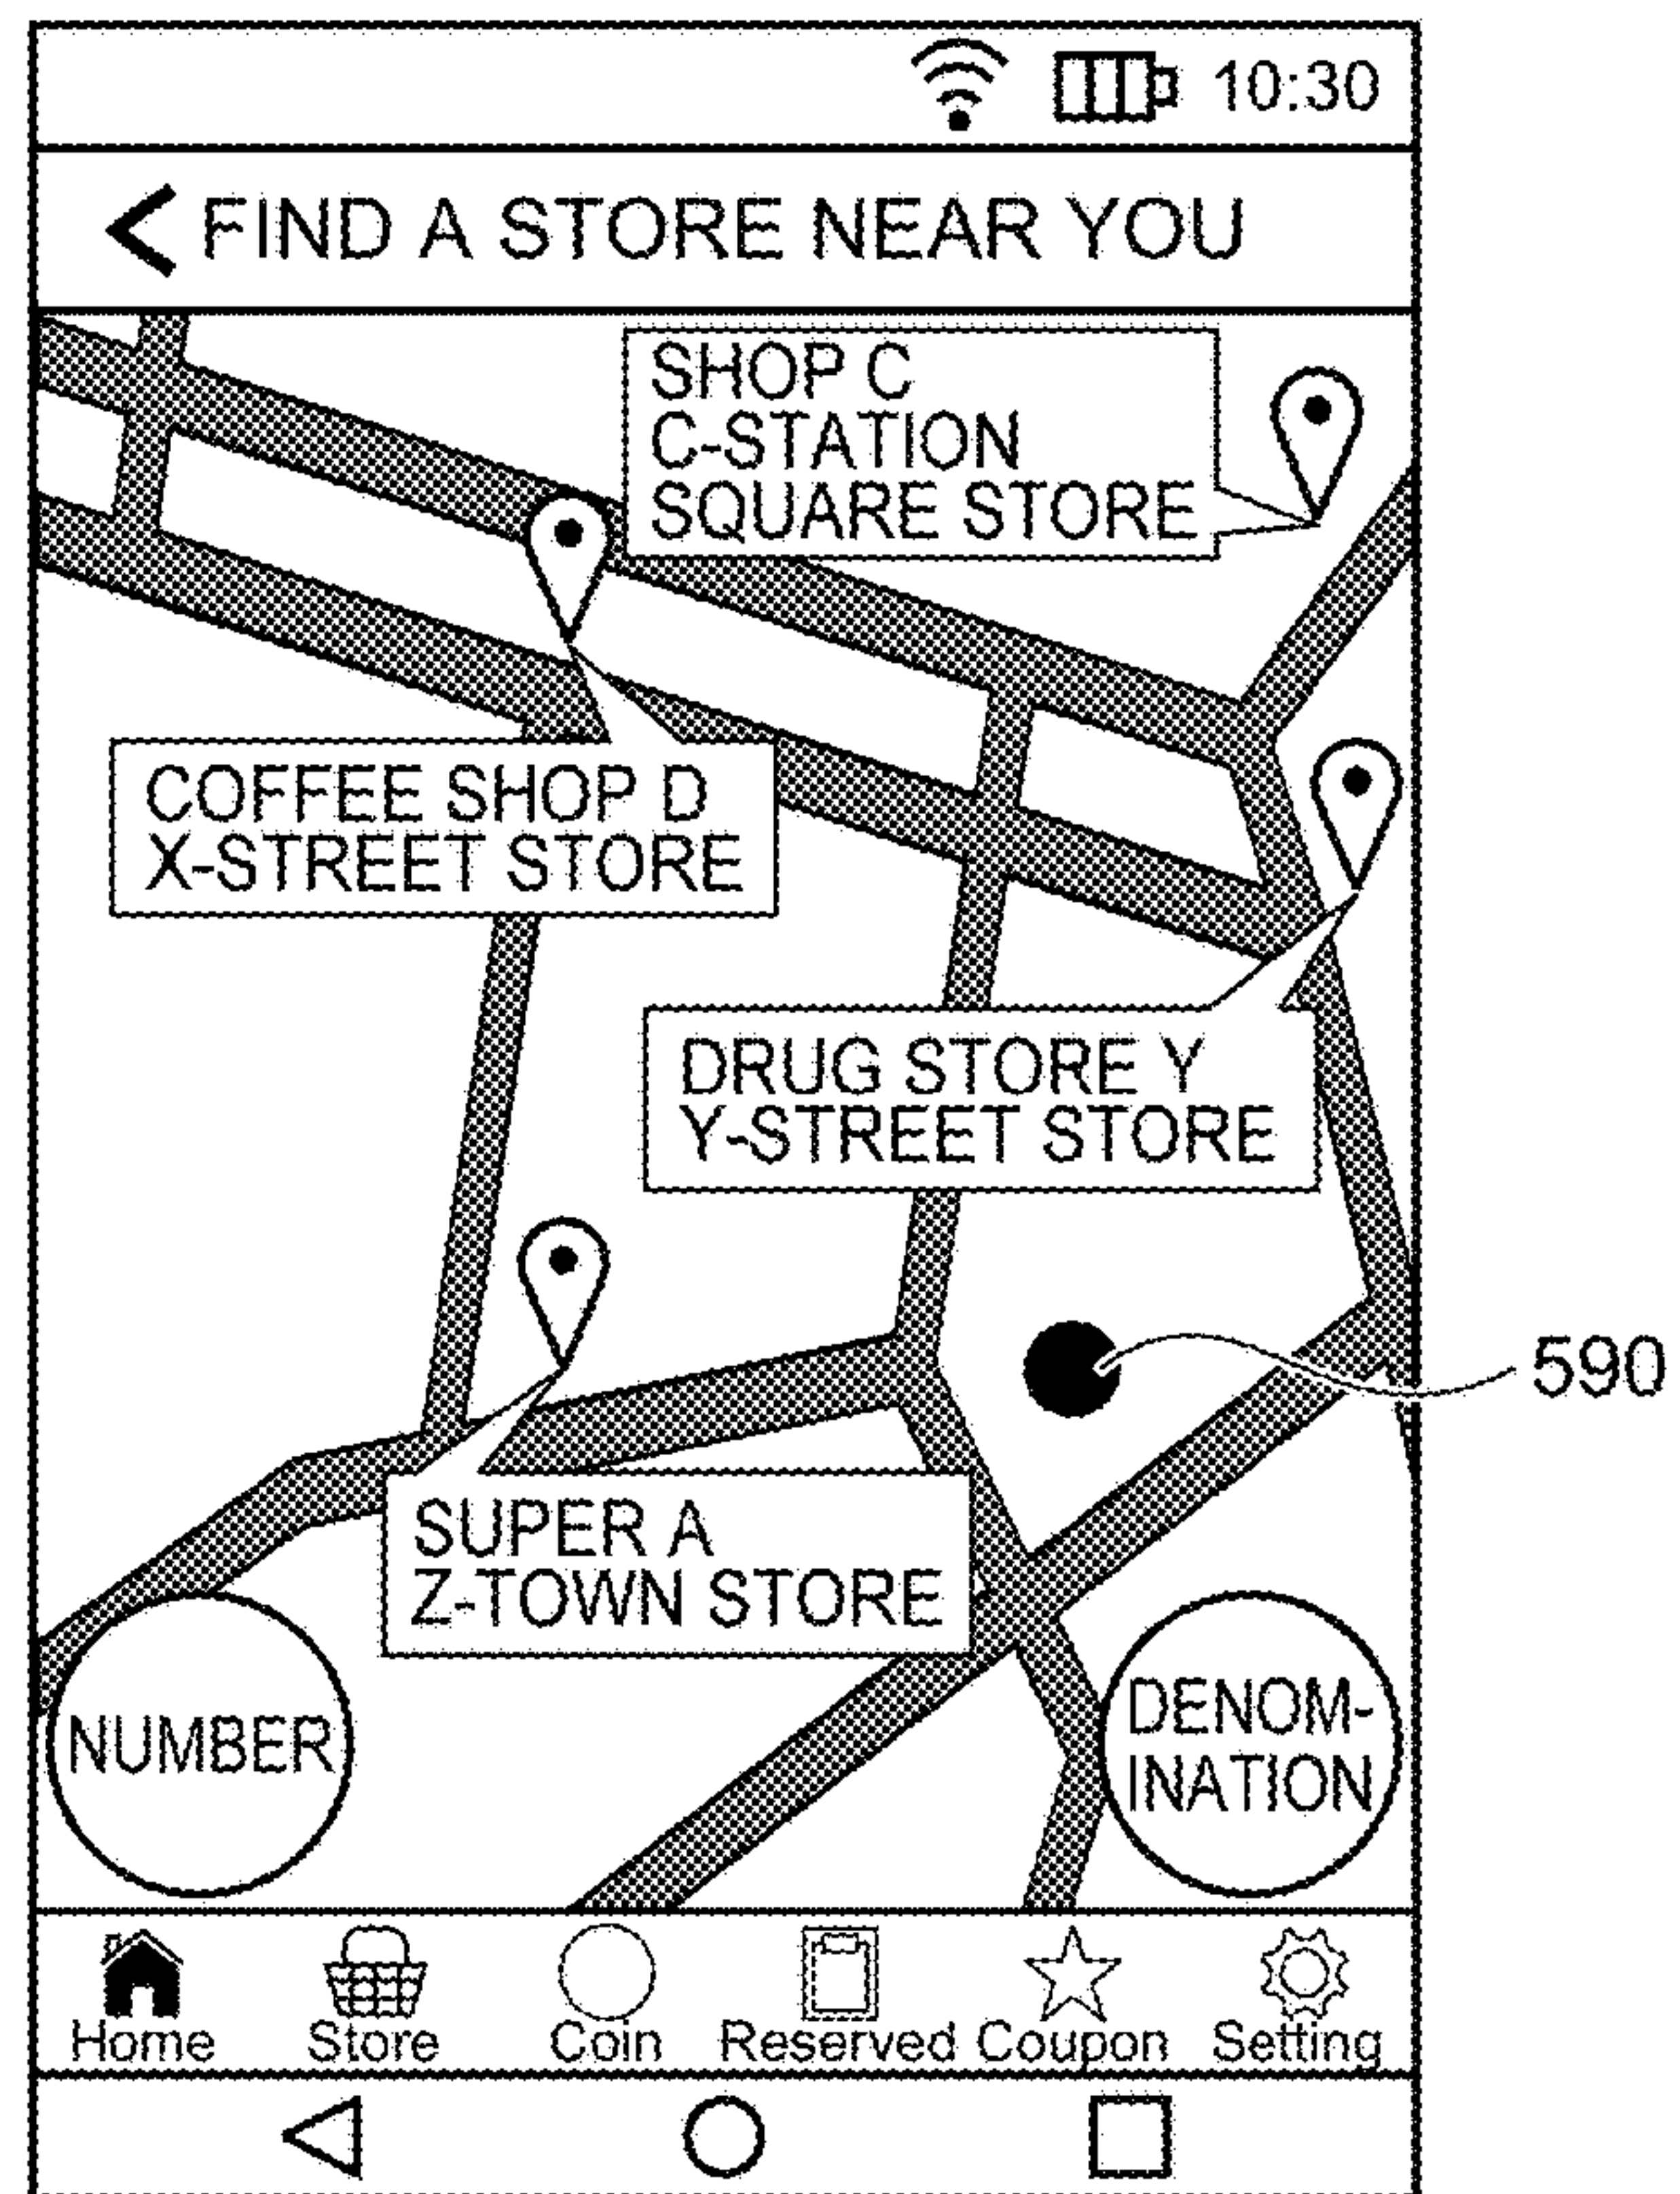 10:30
FIND A STORE NEAR YOU
SHOP C
C-STATION
SQUARE STORE
COFFEE SHOP D
X-STREET STORE
DRUG STORE Y
Y-STREET STORE
590
SUPER A
Z-TOWN STORE
NUMBER
DENOM-
INATION
Home Store Coin Reserved Coupon Setting